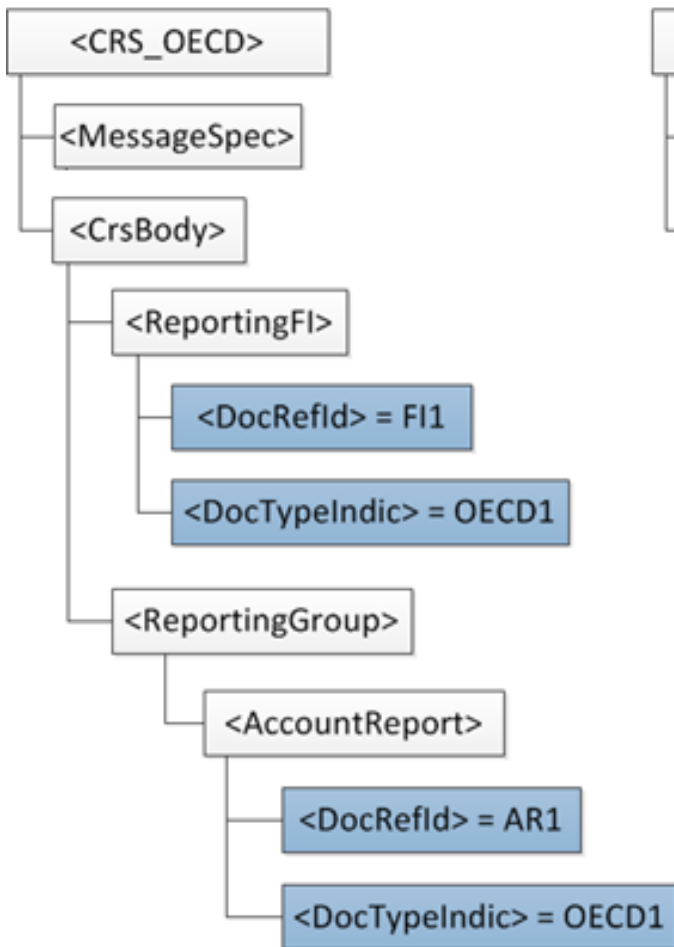 <CRS_OECD>
<MessageSpec>
<CrsBody>
<ReportingFI>
<DocRefId> = FI1
<DocTypeIndic> = OECD1
<ReportingGroup>
<AccountReport>
<DocRefId> = AR1
<DocTypeIndic> = OECD1